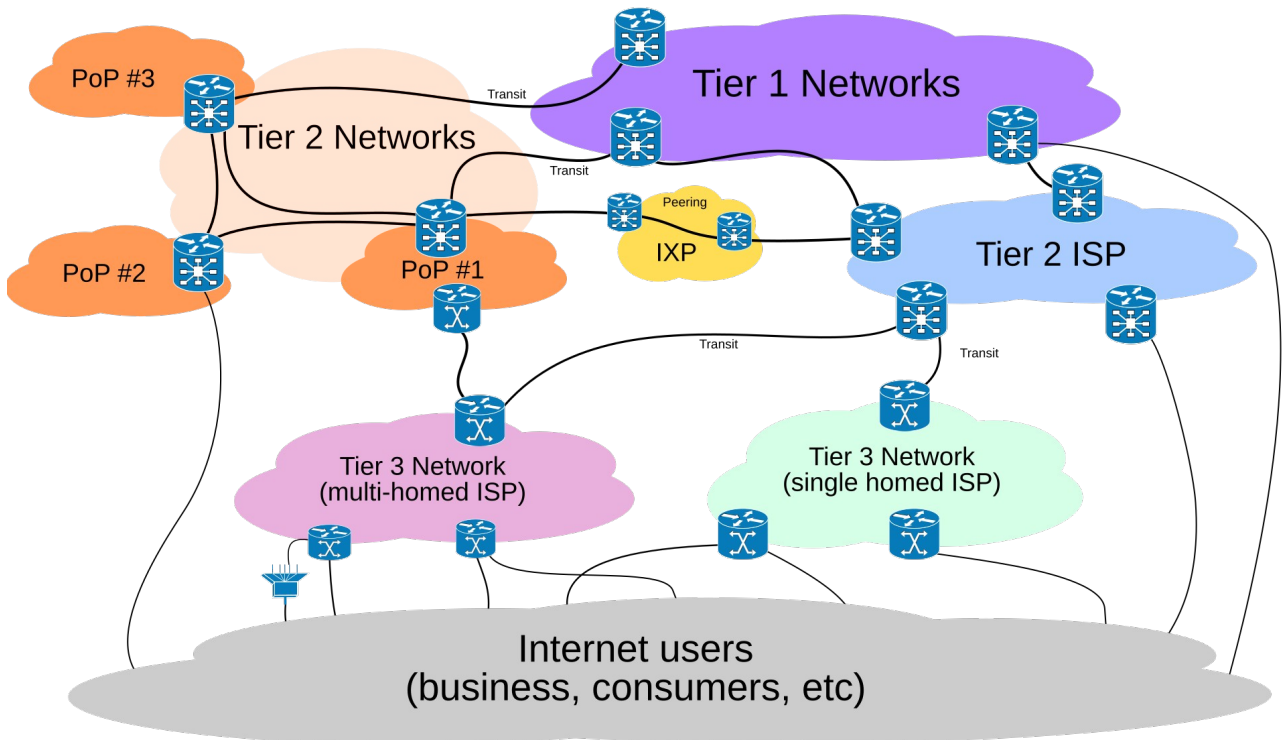 PoP #3
Tier 1 Networks
Transit
Tier 2 Networks
Transit
Peering
IXP
Tier 2 ISP
PoP #2
PoP #1
Transit
Transit
Tier 3 Network
(multi-homed ISP)
Tier 3 Network
(single homed ISP)
Internet users
(business, consumers, etc)